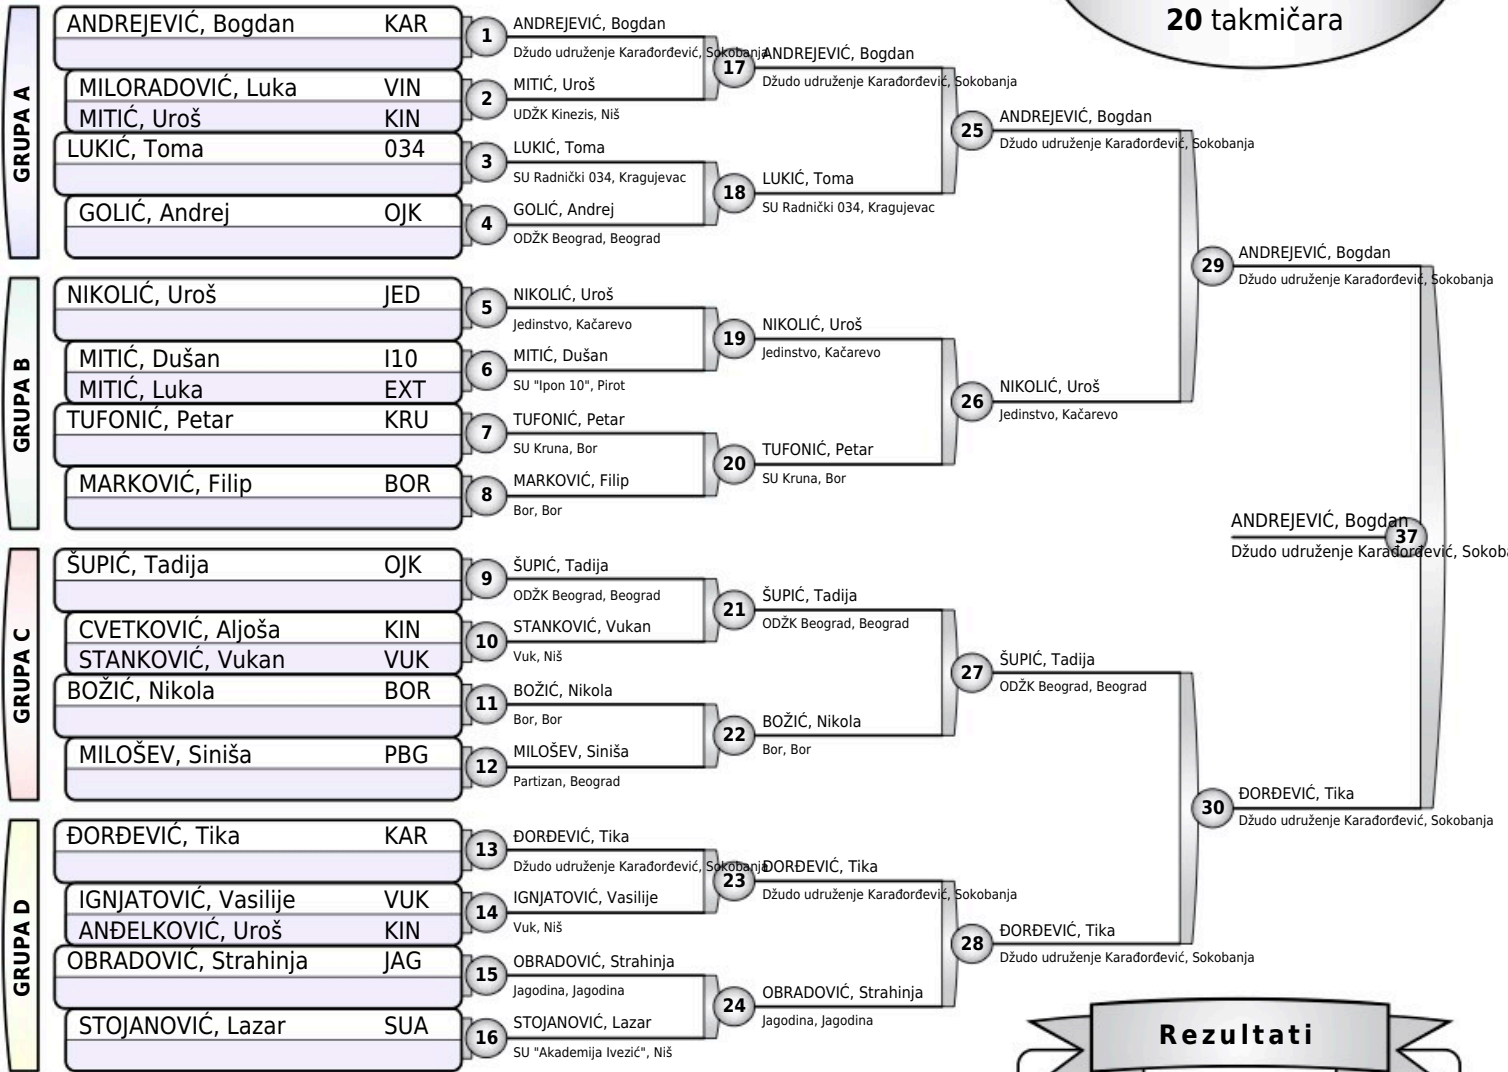 20 takmičara
GRUPA A
ANDREJEVIĆ, Bogdan KAR
MILORADOVIĆ, Luka VIN
MITIĆ, Uroš KIN
LUKIĆ, Toma 034
GOLIĆ, Andrej OJK
GRUPA B
NIKOLIĆ, Uroš JED
MITIĆ, Dušan I10
MITIĆ, Luka EXT
TUFONIĆ, Petar KRU
MARKOVIĆ, Filip BOR
GRUPA C
ŠUPIĆ, Tadija OJK
CVETKOVIĆ, Aljoša KIN
STANKOVIĆ, Vukan VUK
BOŽIĆ, Nikola BOR
MILOŠEV, Siniša PBG
GRUPA D
ĐORĐEVIĆ, Tika KAR
IGNJATOVIĆ, Vasilije VUK
ANĐELKOVIĆ, Uroš KIN
OBRADOVIĆ, Strahinja JAG
STOJANOVIĆ, Lazar SUA
1 ANDREJEVIĆ, Bogdan
Džudo udruženje Karađorđević, Sokobanja
2 MITIĆ, Uroš
UDŽK Kinezis, Niš
3 LUKIĆ, Toma
SU Radnički 034, Kragujevac
4 GOLIĆ, Andrej
ODŽK Beograd, Beograd
5 NIKOLIĆ, Uroš
Jedinstvo, Kačarevo
6 MITIĆ, Dušan
SU "Ipon 10", Pirot
7 TUFONIĆ, Petar
SU Kruna, Bor
8 MARKOVIĆ, Filip
Bor, Bor
9 ŠUPIĆ, Tadija
ODŽK Beograd, Beograd
10 STANKOVIĆ, Vukan
Vuk, Niš
11 BOŽIĆ, Nikola
Bor, Bor
12 MILOŠEV, Siniša
Partizan, Beograd
13 ĐORĐEVIĆ, Tika
Džudo udruženje Karađorđević, Sokobanja
14 IGNJATOVIĆ, Vasilije
Vuk, Niš
15 OBRADOVIĆ, Strahinja
Jagodina, Jagodina
16 STOJANOVIĆ, Lazar
SU "Akademija Ivezić", Niš
17 ANDREJEVIĆ, Bogdan
Džudo udruženje Karađorđević, Sokobanja
18 LUKIĆ, Toma
SU Radnički 034, Kragujevac
19 NIKOLIĆ, Uroš
Jedinstvo, Kačarevo
20 TUFONIĆ, Petar
SU Kruna, Bor
21 ŠUPIĆ, Tadija
ODŽK Beograd, Beograd
22 BOŽIĆ, Nikola
Bor, Bor
23 ĐORĐEVIĆ, Tika
Džudo udruženje Karađorđević, Sokobanja
24 OBRADOVIĆ, Strahinja
Jagodina, Jagodina
25 ANDREJEVIĆ, Bogdan
Džudo udruženje Karađorđević, Sokobanja
26 NIKOLIĆ, Uroš
Jedinstvo, Kačarevo
27 ŠUPIĆ, Tadija
ODŽK Beograd, Beograd
28 ĐORĐEVIĆ, Tika
Džudo udruženje Karađorđević, Sokobanja
29 ANDREJEVIĆ, Bogdan
Džudo udruženje Karađorđević, Sokobanja
30 ĐORĐEVIĆ, Tika
Džudo udruženje Karađorđević, Sokobanja
ANDREJEVIĆ, Bogdan 37
Džudo udruženje Karađorđević, Sokob
Rezultati